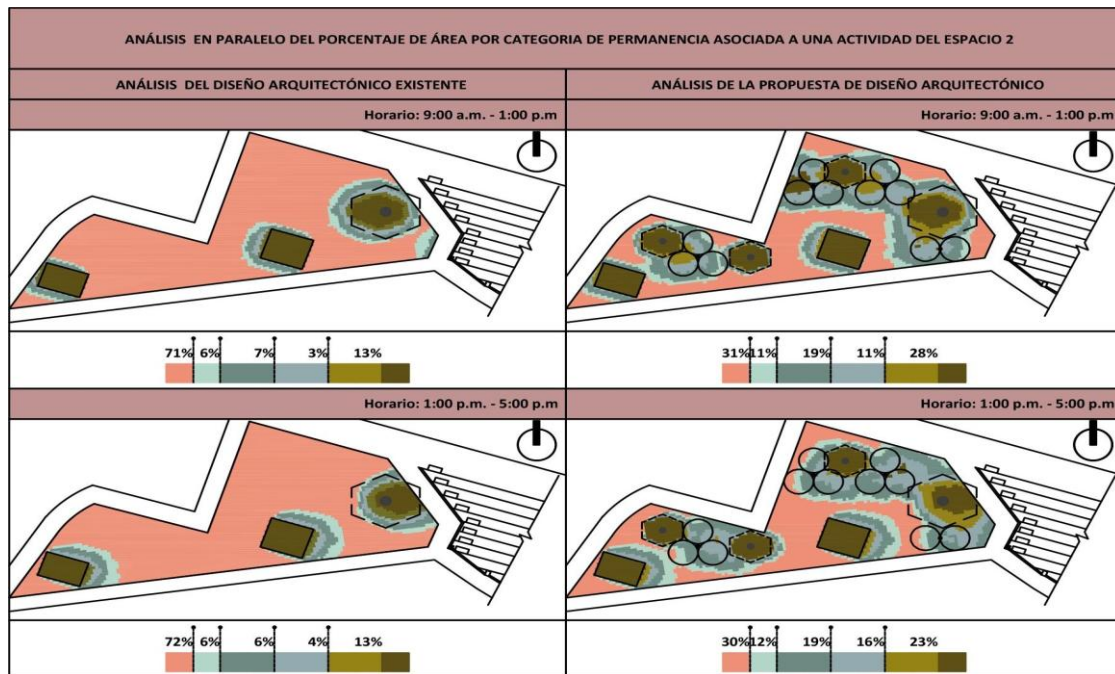 ANÁLISIS EN PARALELO DEL PORCENTAJE DE ÁREA POR CATEGORIA DE PERMANENCIA ASOCIADA A UNA ACTIVIDAD DEL ESPACIO 2
ANÁLISIS DEL DISEÑO ARQUITECTÓNICO EXISTENTE
ANÁLISIS DE LA PROPUESTA DE DISEÑO ARQUITECTÓNICO
Horario: 9:00 a.m. - 1:00 p.m
Horario: 9:00 a.m. - 1:00 p.m
71% 6% 7% 3% 13%
31% 11% 19% 11% 28%
Horario: 1:00 p.m. - 5:00 p.m
Horario: 1:00 p.m. - 5:00 p.m
72% 6% 6% 4% 13%
30% 12% 19% 16% 23%